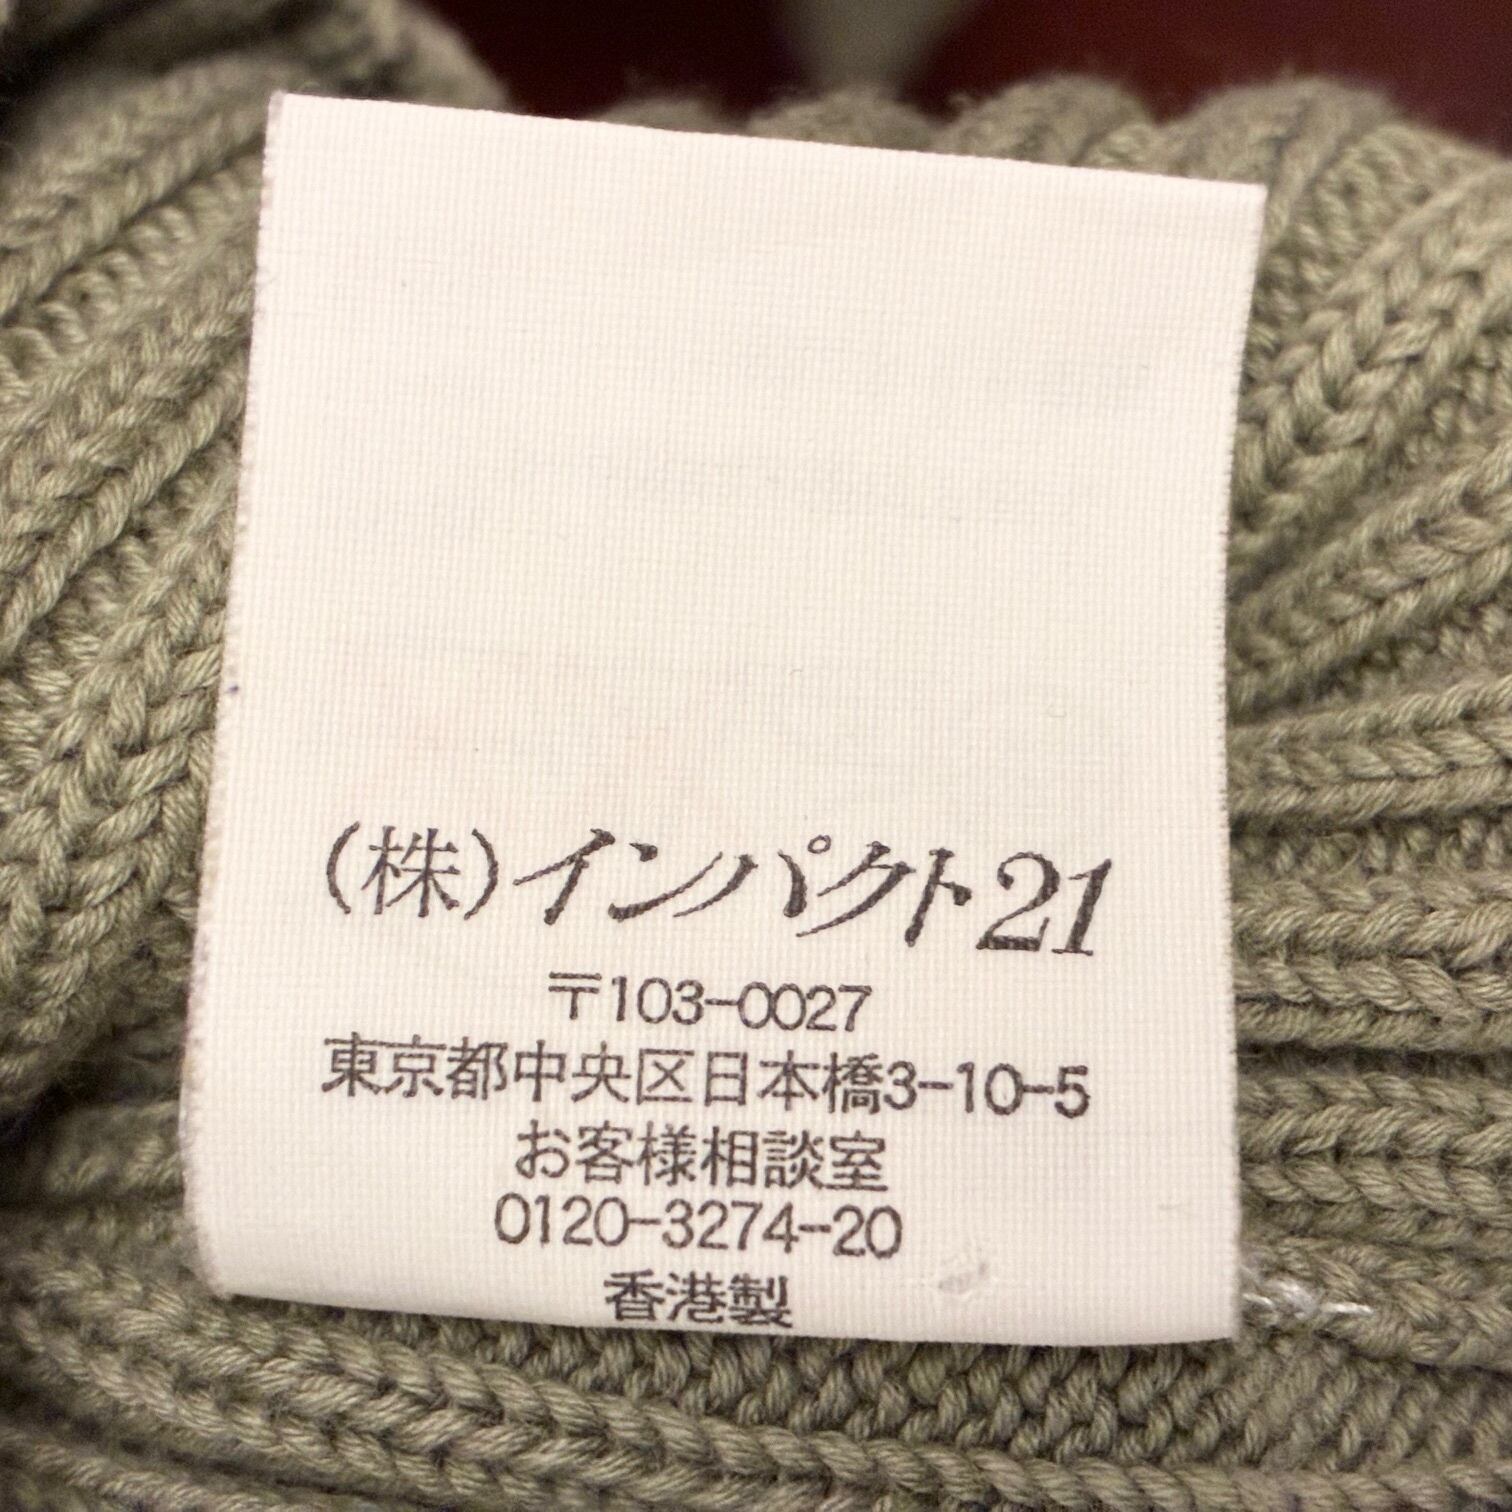 (株)インパクト21
〒103-0027
東京都中央区日本橋3-10-5
お客様相談室
0120-3274-20
香港製